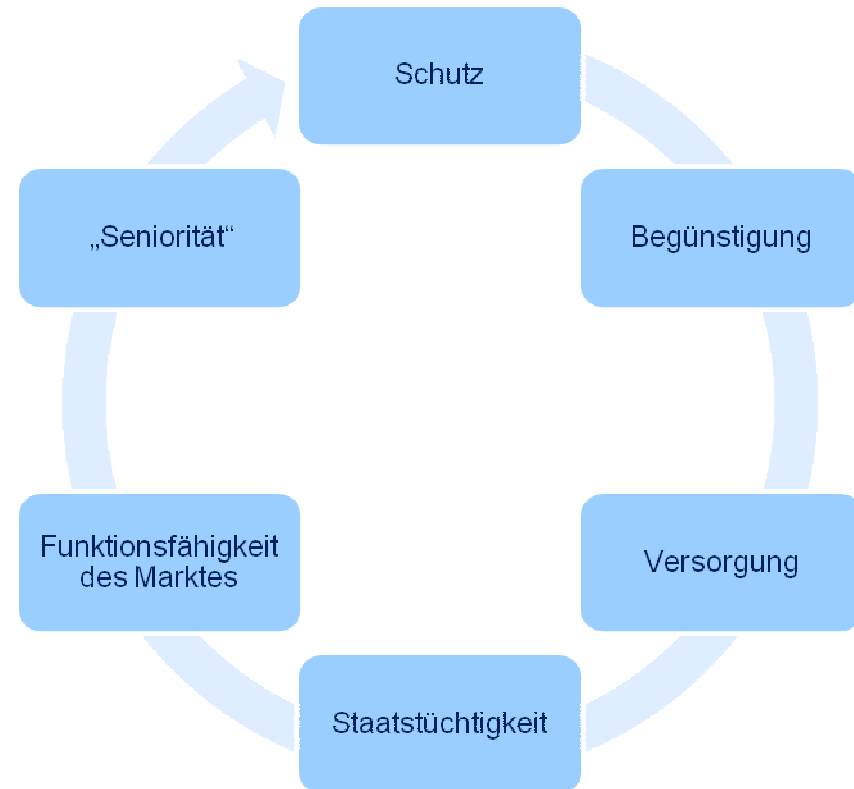 Schutz
Begünstigung
Versorgung
Staatstüchtigkeit
Funktionsfähigkeit
des Marktes
„Seniorität“